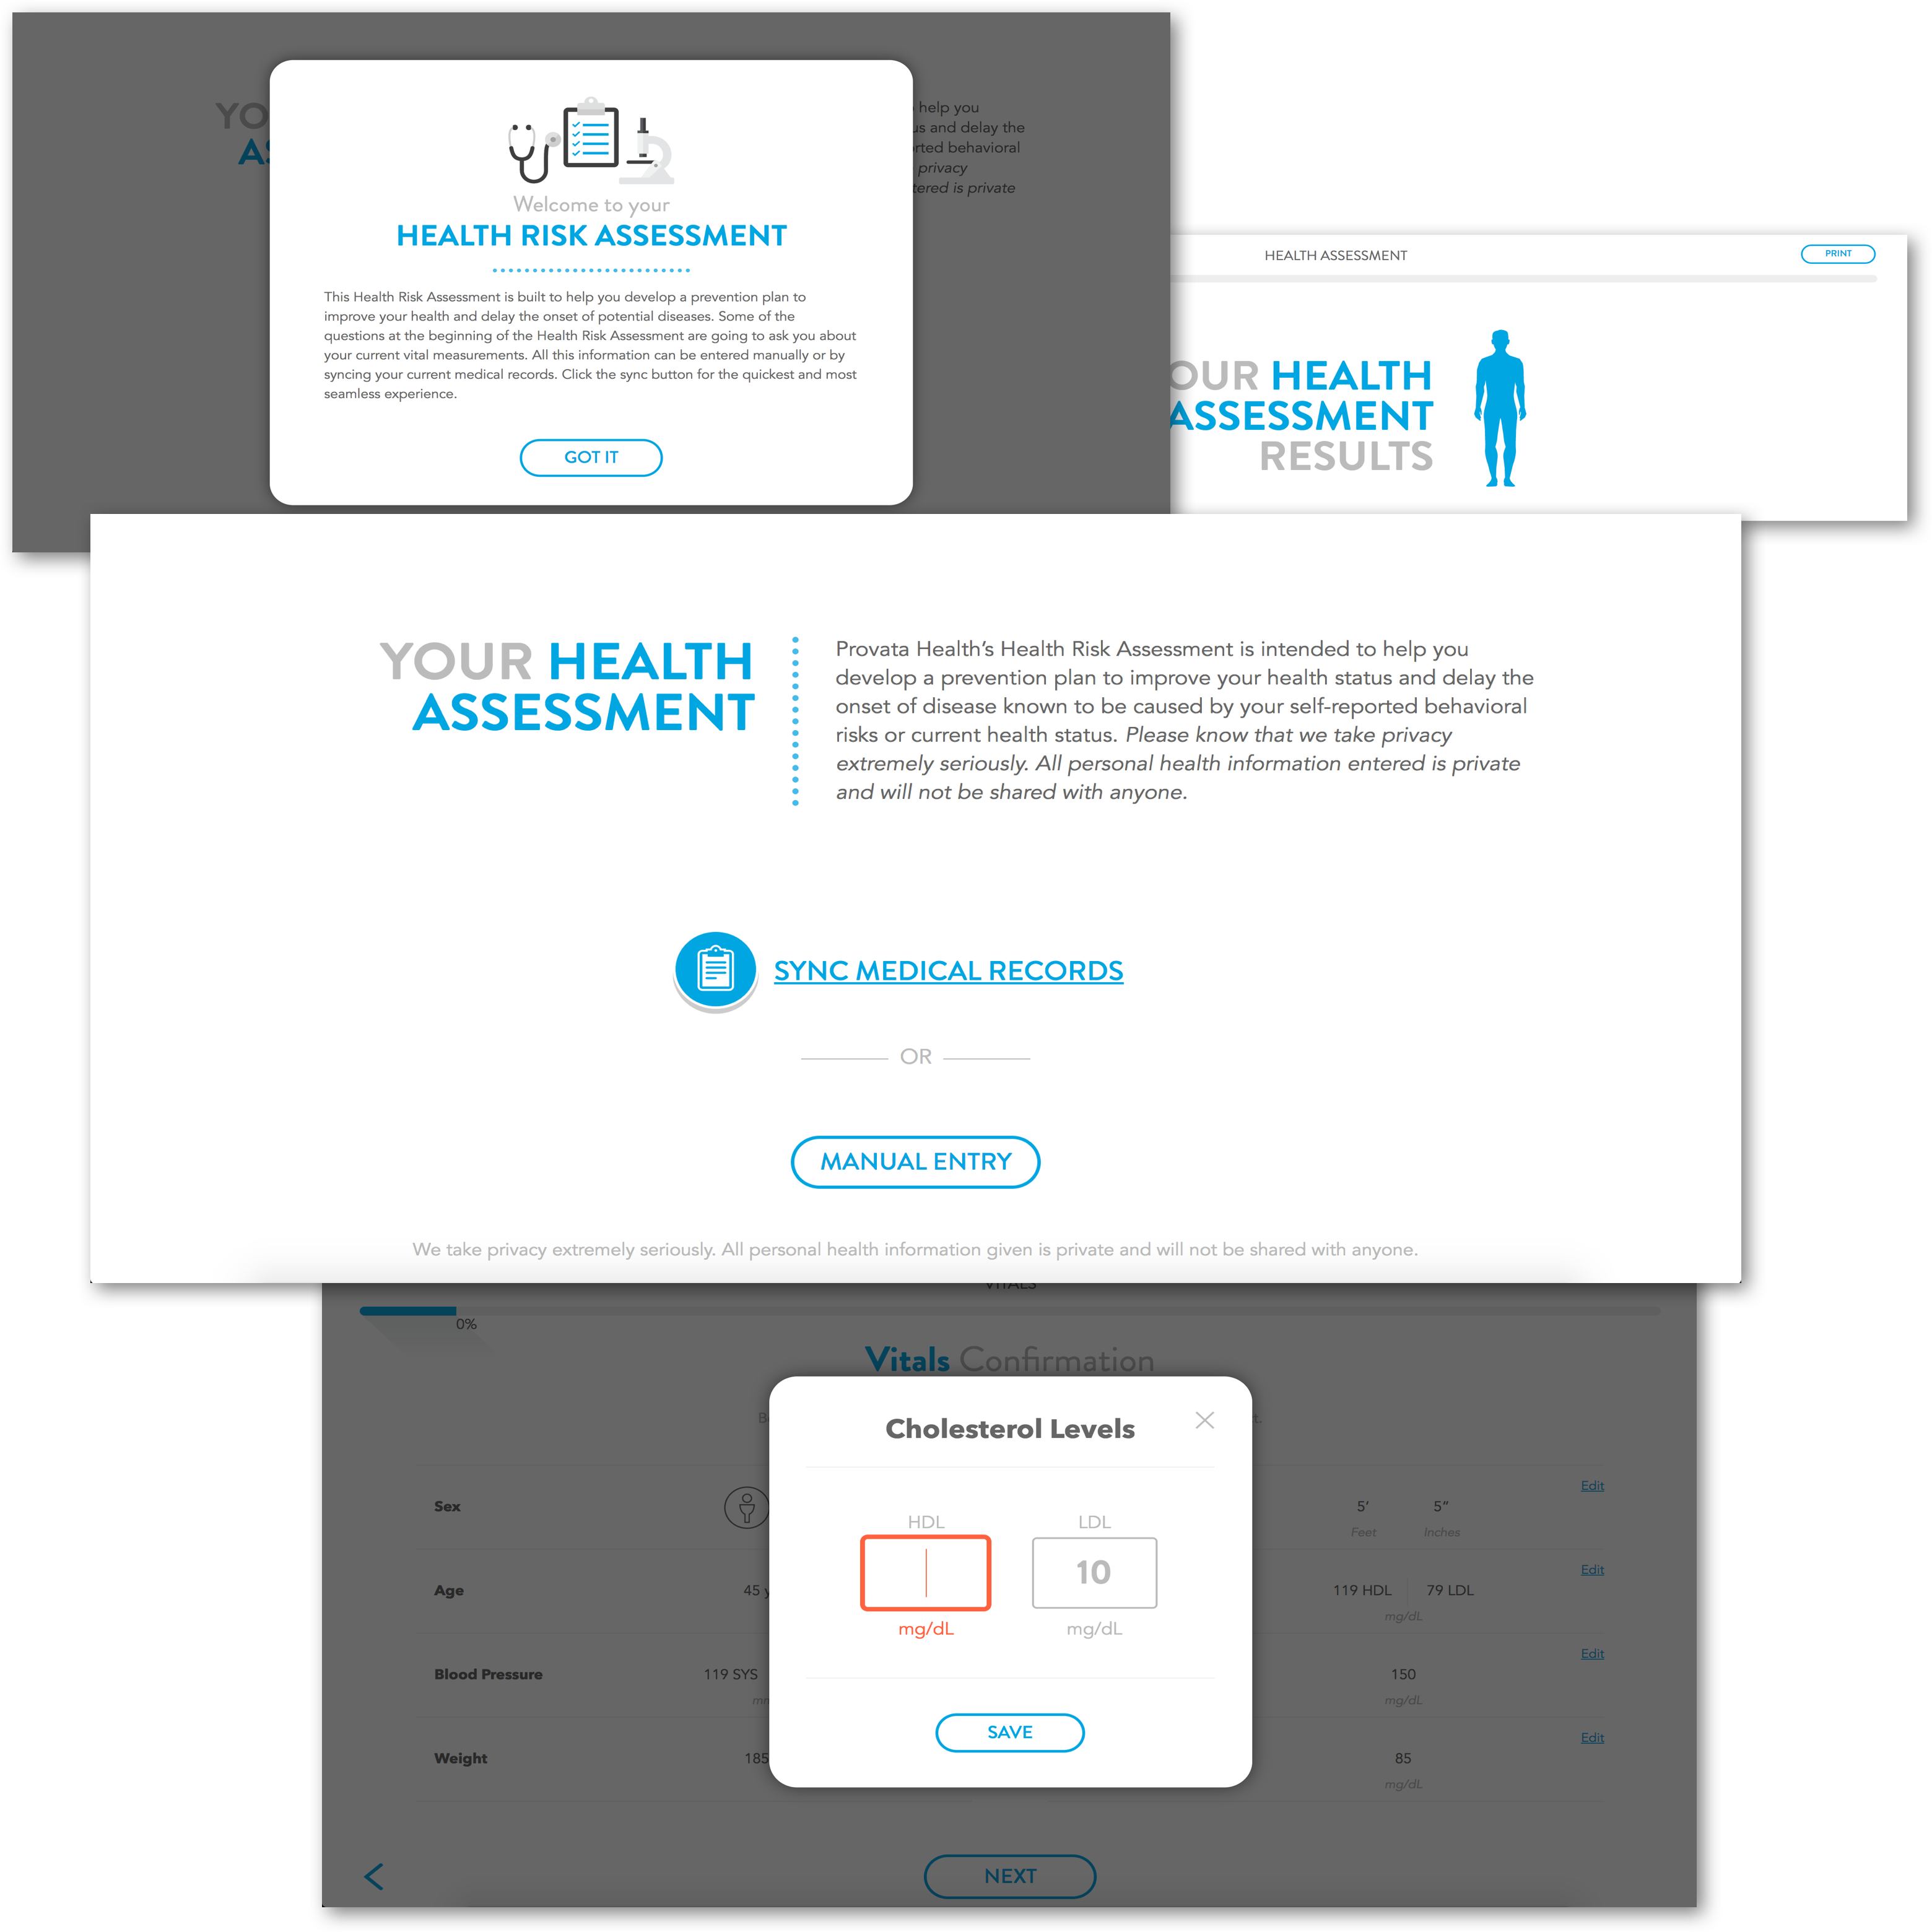 YO
AS
help you
us and delay the
orted behavioral
privacy
tered is private
Welcome to your
HEALTH RISK ASSESSMENT
This Health Risk Assessment is built to help you develop a prevention plan to
improve your health and delay the onset of potential diseases. Some of the
questions at the beginning of the Health Risk Assessment are going to ask you about
your current vital measurements. All this information can be entered manually or by
syncing your current medical records. Click the sync button for the quickest and most
seamless experience.
GOT IT
HEALTH ASSESSMENT
PRINT
OUR HEALTH
ASSESSMENT
RESULTS
YOUR HEALTH
ASSESSMENT
Provata Health’s Health Risk Assessment is intended to help you
develop a prevention plan to improve your health status and delay the
onset of disease known to be caused by your self-reported behavioral
risks or current health status. Please know that we take privacy
extremely seriously. All personal health information entered is private
and will not be shared with anyone.
SYNC MEDICAL RECORDS
OR
MANUAL ENTRY
We take privacy extremely seriously. All personal health information given is private and will not be shared with anyone.
VITALS
0%
Vitals Confirmation
Cholesterol Levels
HDL
LDL
10
mg/dL
mg/dL
SAVE
Sex
5’ 5”
Feet Inches
Edit
Age
45 y
119 HDL 79 LDL
mg/dL
Edit
Blood Pressure
119 SYS
mm
150
mg/dL
Edit
Weight
185
85
mg/dL
Edit
NEXT